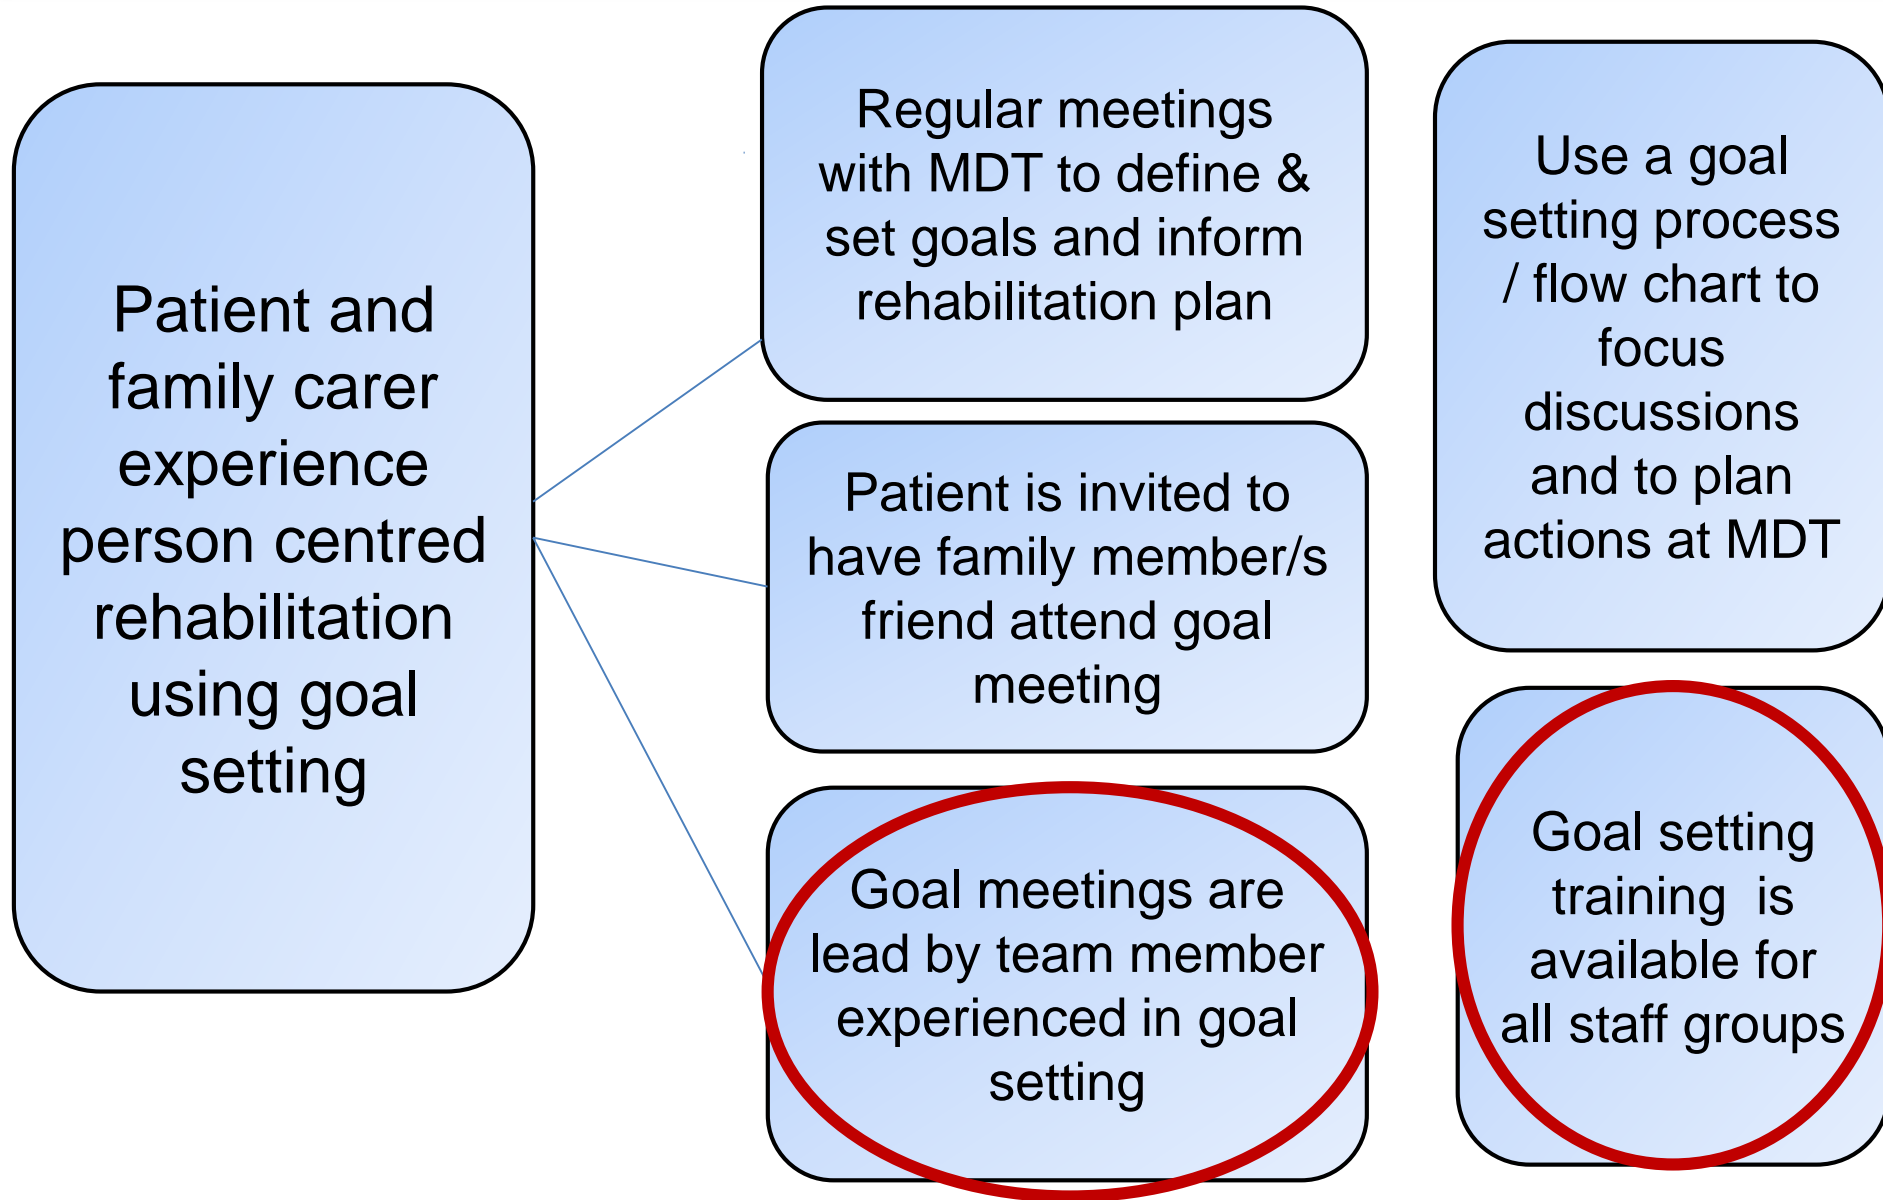 Patient and
family carer
experience
person centred
rehabilitation
using goal
setting
Regular meetings
with MDT to define &
set goals and inform
rehabilitation plan
Patient is invited to
have family member/s
friend attend goal
meeting
Goal meetings are
lead by team member
experienced in goal
setting
Use a goal
setting process
/ flow chart to
focus
discussions
and to plan
actions at MDT
Goal setting
training  is
available for
all staff groups